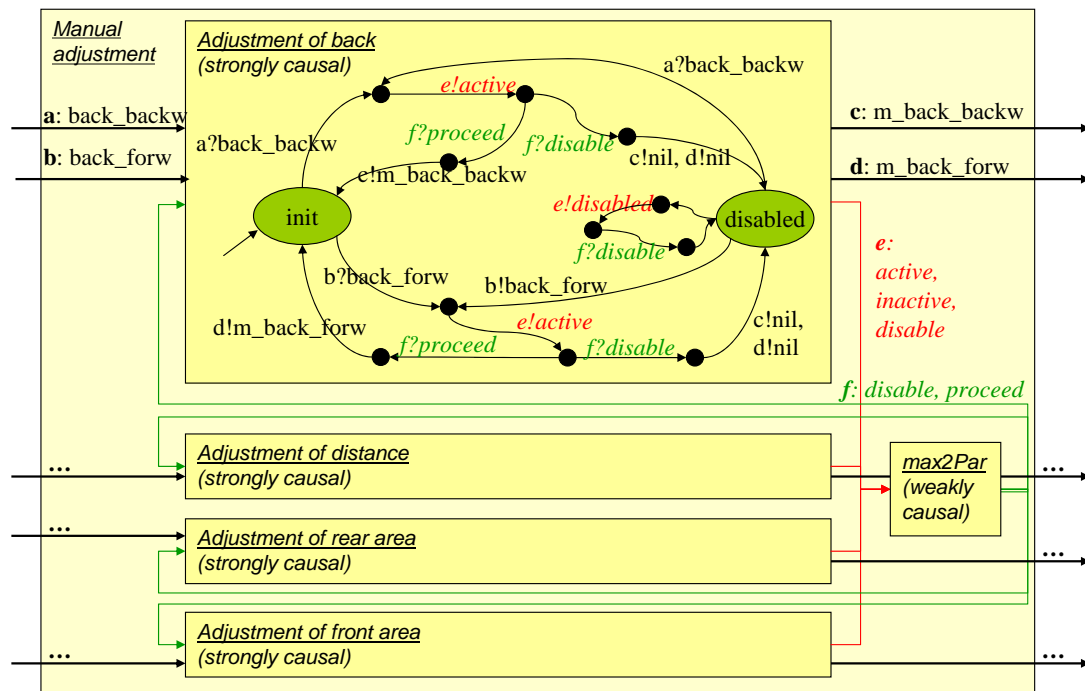 Manual
adjustment
Adjustment of back
(strongly causal)
a?back_backw
e!active
a: back_backw
c: m_back_backw
f?proceed
f?disable
a?back_backw
b: back_forw
c!nil, d!nil
d: m_back_forw
c!m_back_backw
e!disabled
init
disabled
f?disable
e:
active,
inactive,
disable
b?back_forw
b!back_forw
d!m_back_forw
e!active
c!nil,
d!nil
f?proceed
f?disable
f: disable, proceed
...
Adjustment of distance
(strongly causal)
max2Par
(weakly
causal)
...
...
Adjustment of rear area
(strongly causal)
...
...
Adjustment of front area
(strongly causal)
...